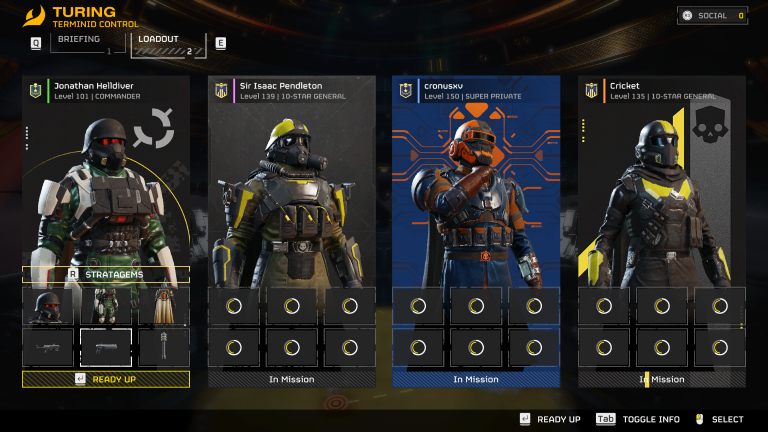 TURING
TERMINID CONTROL
SOCIAL 0
Q
BRIEFING
1
LOADOUT
2
E
Jonathan Helldiver
Level 101 | COMMANDER
Sir Isaac Pendleton
Level 139 | 10-STAR GENERAL
cronusxv
Level 150 | SUPER PRIVATE
Cricket
Level 135 | 10-STAR GENERAL
R STRATAGEMS
READY UP
In Mission
In Mission
In Mission
READY UP
Tab TOGGLE INFO
SELECT